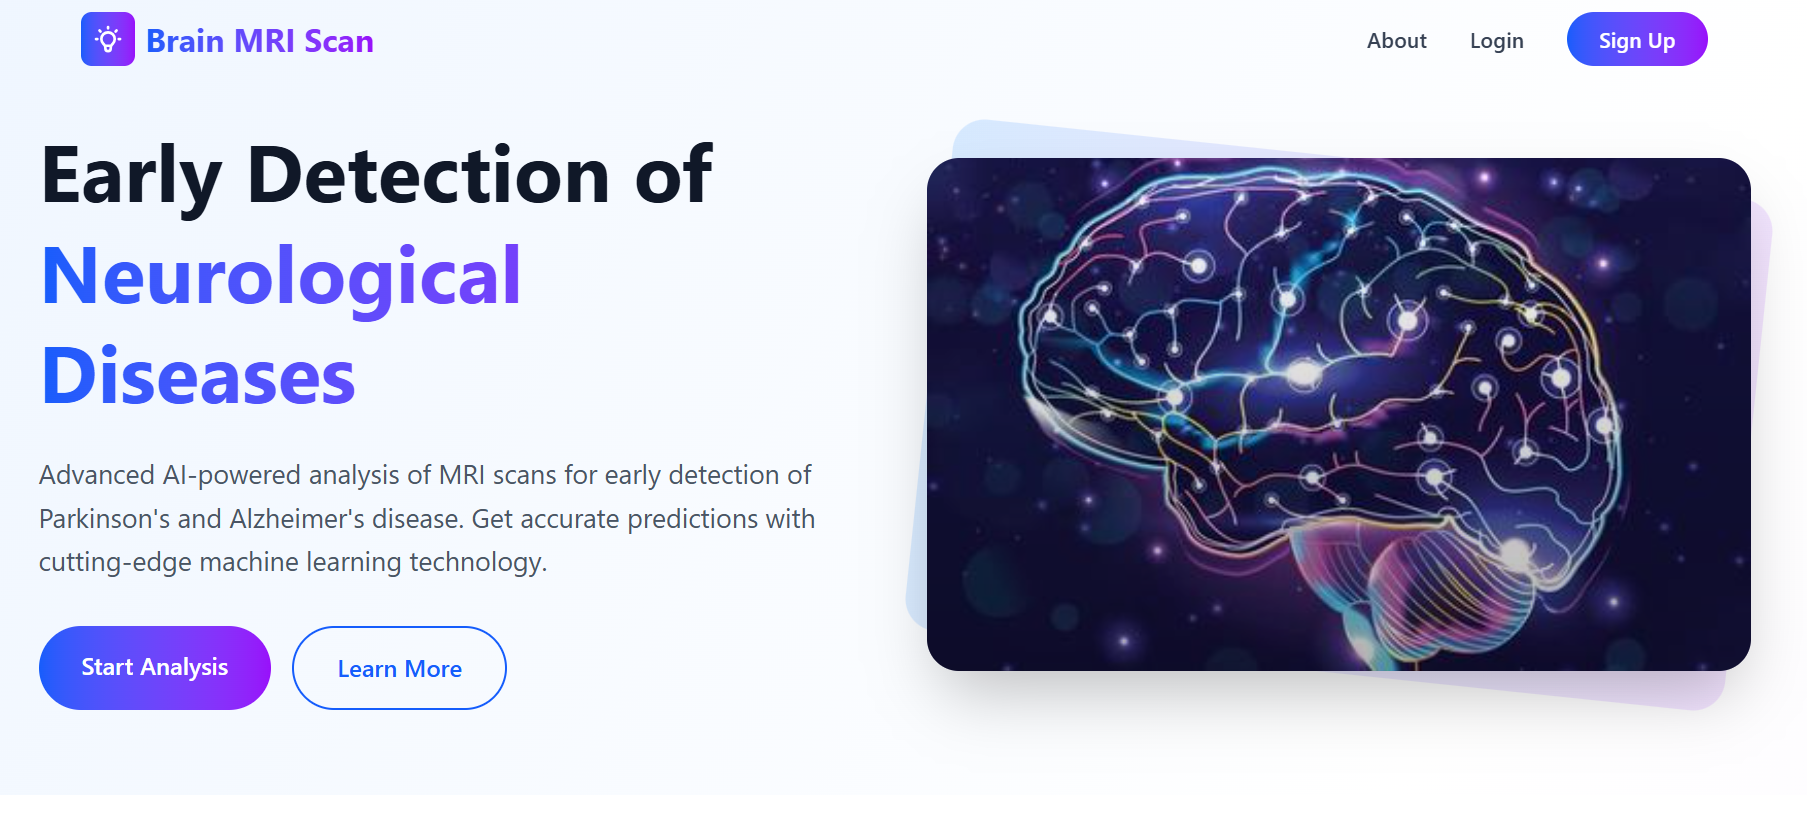 Brain MRI Scan
About
Login
Sign Up
Early Detection of
Neurological
Diseases
Advanced AI-powered analysis of MRI scans for early detection of
Parkinson's and Alzheimer's disease. Get accurate predictions with
cutting-edge machine learning technology.
Start Analysis
Learn More